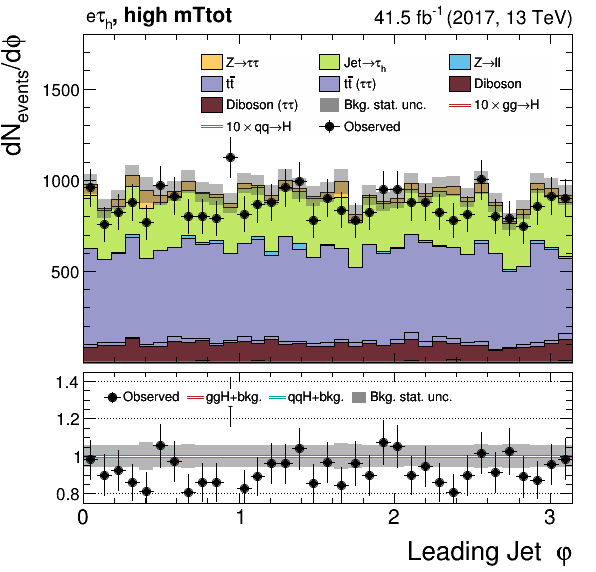 eτh, high mTtot 41.5 fb⁻¹ (2017, 13 TeV)
dNevents/dφ
1500
1000
500
Z→ττ Jet→τh Z→ll
tt̄ tt̄ (ττ) Diboson
Diboson (ττ) Bkg. stat. unc. 10 × gg→H
10 × qq→H Observed
1.4
1.2
1
0.8
Observed ggH+bkg. qqH+bkg. Bkg. stat. unc.
0 1 2 3
Leading Jet φ